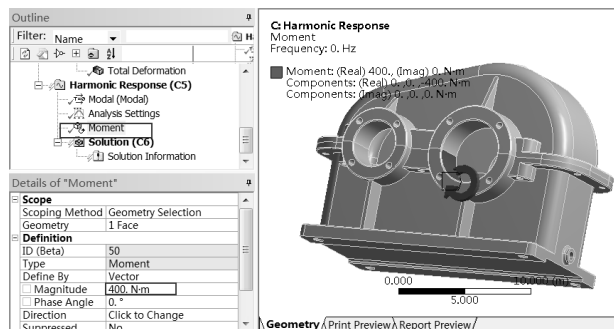 Outline
Filter: Name
Total Deformation
Harmonic Response (C5)
Modal (Modal)
Analysis Settings
Moment
Solution (C6)
Solution Information
Details of "Moment"
Scope
Scoping Method Geometry Selection
Geometry 1 Face
Definition
ID (Beta) 50
Type Moment
Define By Vector
Magnitude 400. N·m
Phase Angle 0. °
Direction Click to Change
Suppressed No
C: Harmonic Response
Moment
Frequency: 0. Hz
Moment: (Real) 400., (Imag) 0. N·m
Components: (Real) 0. ,0. ,-400. N·m
Components: (Imag) 0. ,0. ,0. N·m
0.000
5.000
Geometry Print Preview Report Preview